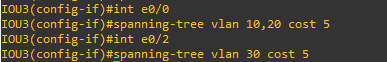 IOU3(config-if)#int e0/0
IOU3(config-if)#spanning-tree vlan 10,20 cost 5
IOU3(config-if)#int e0/2
IOU3(config-if)#spanning-tree vlan 30 cost 5